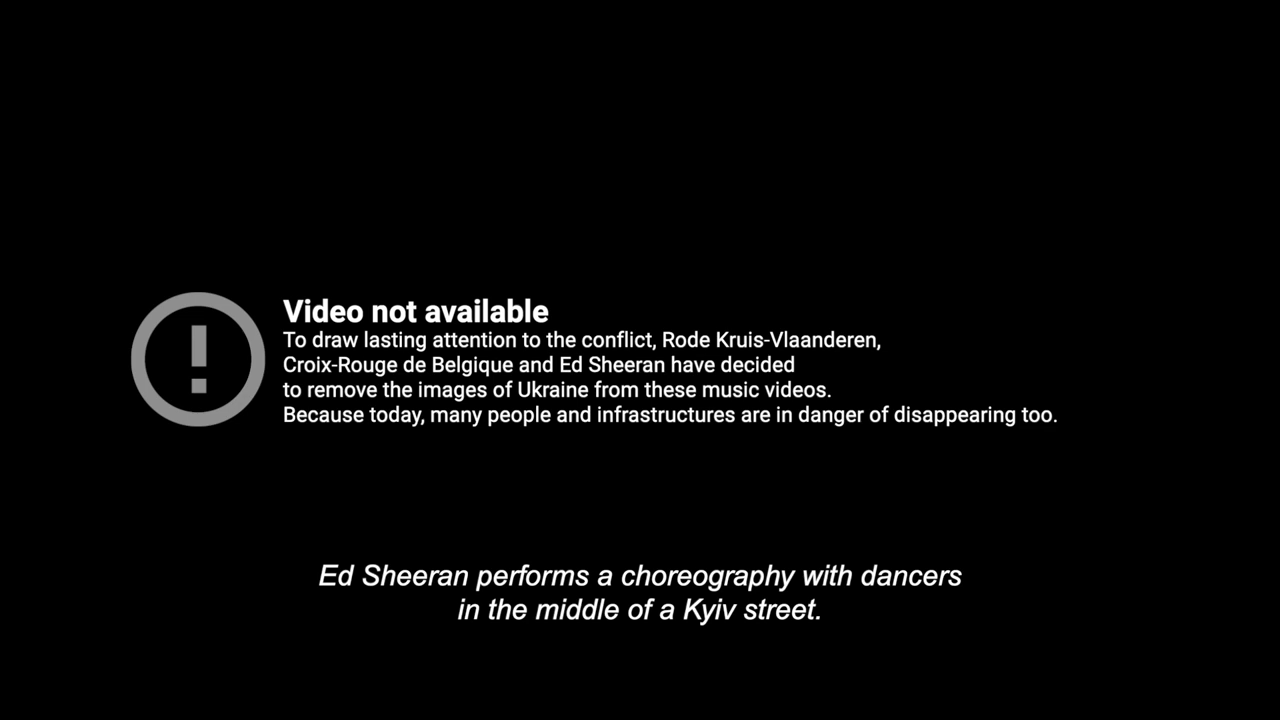 Video not available
To draw lasting attention to the conflict, Rode Kruis-Vlaanderen,
Croix-Rouge de Belgique and Ed Sheeran have decided
to remove the images of Ukraine from these music videos.
Because today, many people and infrastructures are in danger of disappearing too.
Ed Sheeran performs a choreography with dancers
in the middle of a Kyiv street.